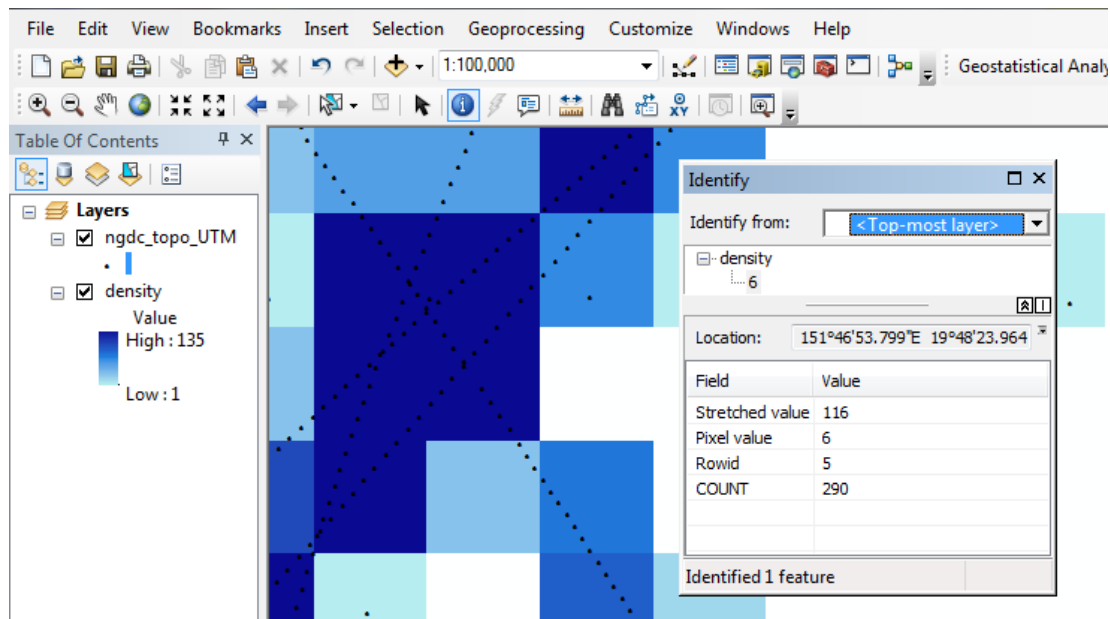 File Edit View Bookmarks Insert Selection Geoprocessing Customize Windows Help
1:100,000 Geostatistical Analy
XY
Table Of Contents
Layers
ngdc_topo_UTM
density
Value
High : 135
Low : 1
Identify
Identify from: <Top-most layer>
density
6
Location: 151°46'53.799"E 19°48'23.964
Field Value
Stretched value 116
Pixel value 6
Rowid 5
COUNT 290
Identified 1 feature